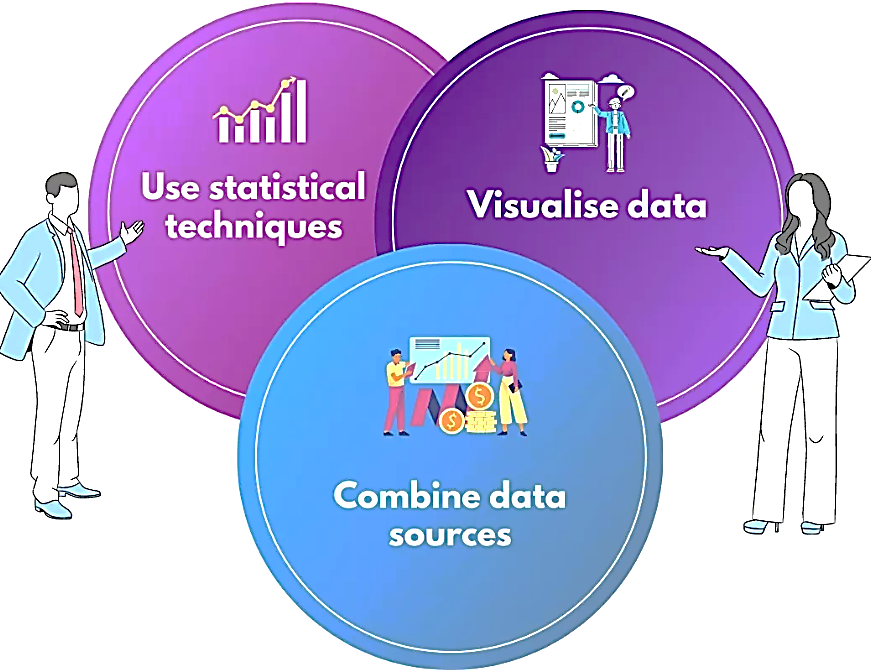 Use statistical
techniques
Visualise data
Combine data
sources